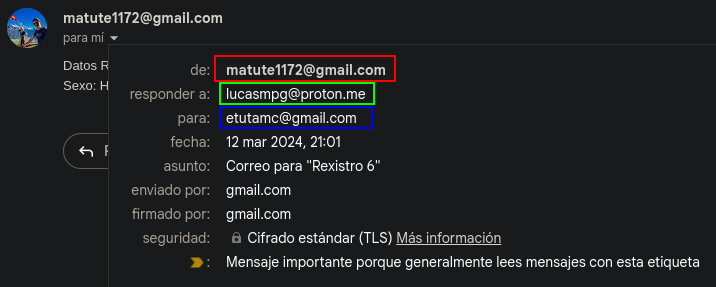 matute1172@gmail.com
para mí
Datos R
Sexo: H
de: matute1172@gmail.com
responder a: lucasmpg@proton.me
para: etutamc@gmail.com
fecha: 12 mar 2024, 21:01
asunto: Correo para "Rexistro 6"
enviado por: gmail.com
firmado por: gmail.com
seguridad: Cifrado estándar (TLS) Más información
: Mensaje importante porque generalmente lees mensajes con esta etiqueta